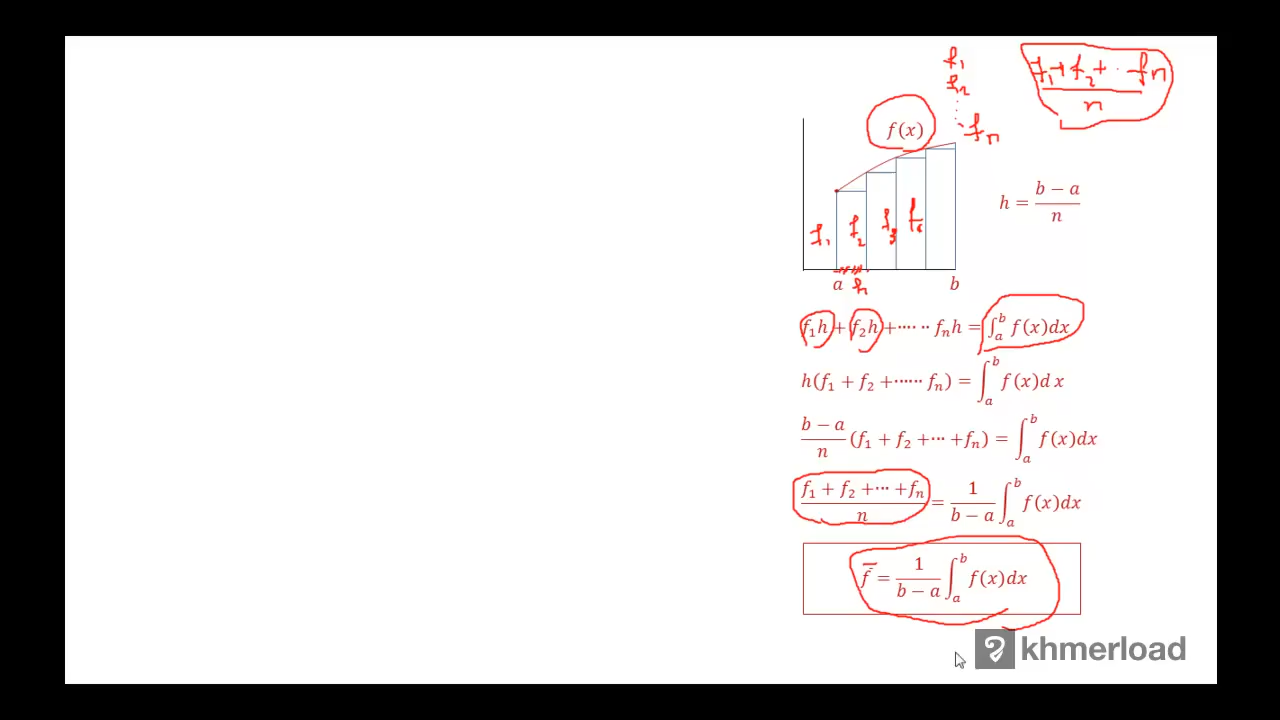 f₁
f₂
⋮
fₙ
f₁ + f₂ + ·· fₙ
n
f(x)
h = (b − a)/n
f₁ f₂ f₃
a h b
f₁h + f₂h + ····· fₙh = ∫ₐᵇ f(x)dx
h(f₁ + f₂ + ······ fₙ) = ∫ₐᵇ f(x)d x
(b − a)/n (f₁ + f₂ + ··· + fₙ) = ∫ₐᵇ f(x)dx
(f₁ + f₂ + ··· + fₙ)/n = 1/(b − a) ∫ₐᵇ f(x)dx
f̄ = 1/(b − a) ∫ₐᵇ f(x)dx
khmerload